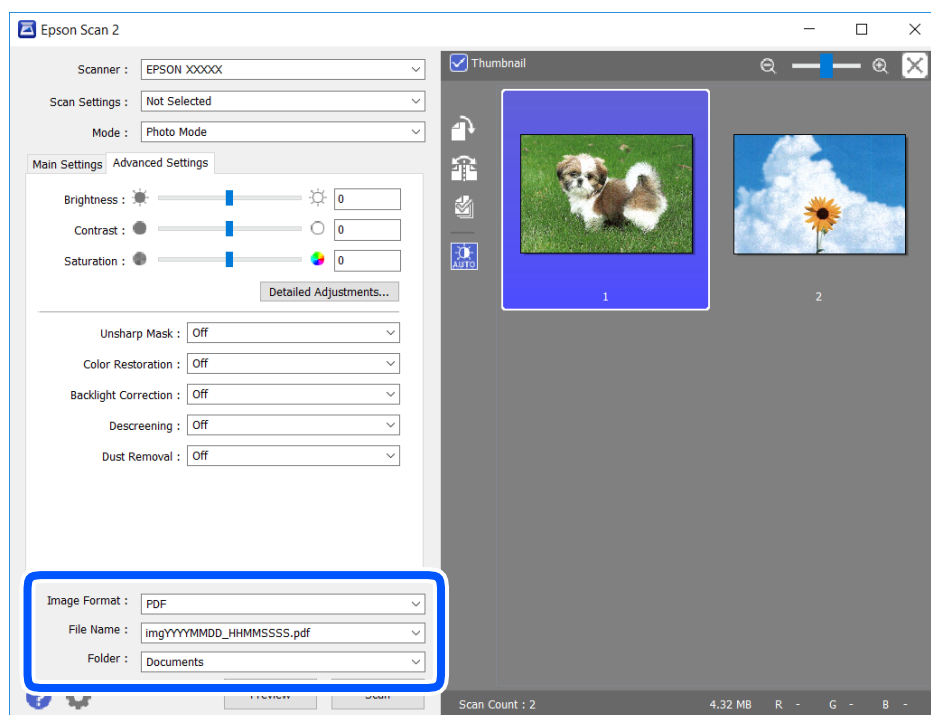 Epson Scan 2
Scanner : EPSON XXXXX
Scan Settings : Not Selected
Mode : Photo Mode
Main Settings Advanced Settings
Brightness : 0
Contrast : 0
Saturation : 0
Detailed Adjustments...
Unsharp Mask : Off
Color Restoration : Off
Backlight Correction : Off
Descreening : Off
Dust Removal : Off
Image Format : PDF
File Name : imgYYYYMMDD_HHMMSSSS.pdf
Folder : Documents
Preview Scan
Thumbnail
AUTO
1 2
Scan Count : 2 4.32 MB R - G - B -